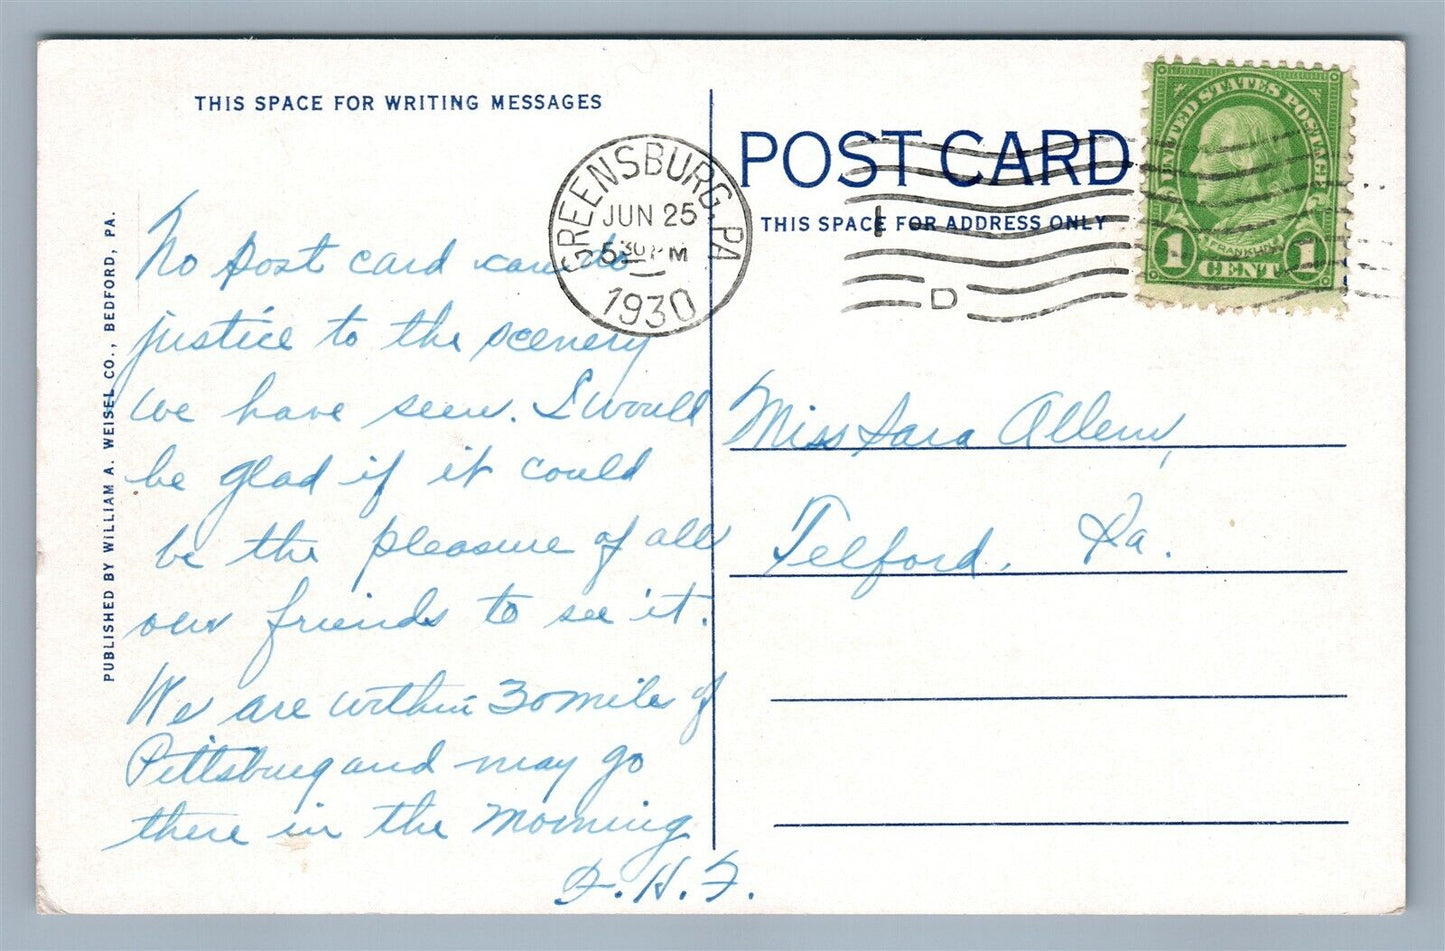 THIS SPACE FOR WRITING MESSAGES
POST CARD
THIS SPACE FOR ADDRESS ONLY
PUBLISHED BY WILLIAM A. WEISEL CO., BEDFORD, PA.
GREENSBURG, PA
JUN 25
5 30 PM
1930
1
D
UNITED STATES POSTAGE
FRANKLIN
1 CENT 1
No post card can do
justice to the scenery
we have seen. I would
be glad if it could
be the pleasure of all
our friends to see it.
We are within 30 miles of
Pittsburg and may go
there in the morning.
H. F.
Miss Sara Allem,
Telford, Pa.